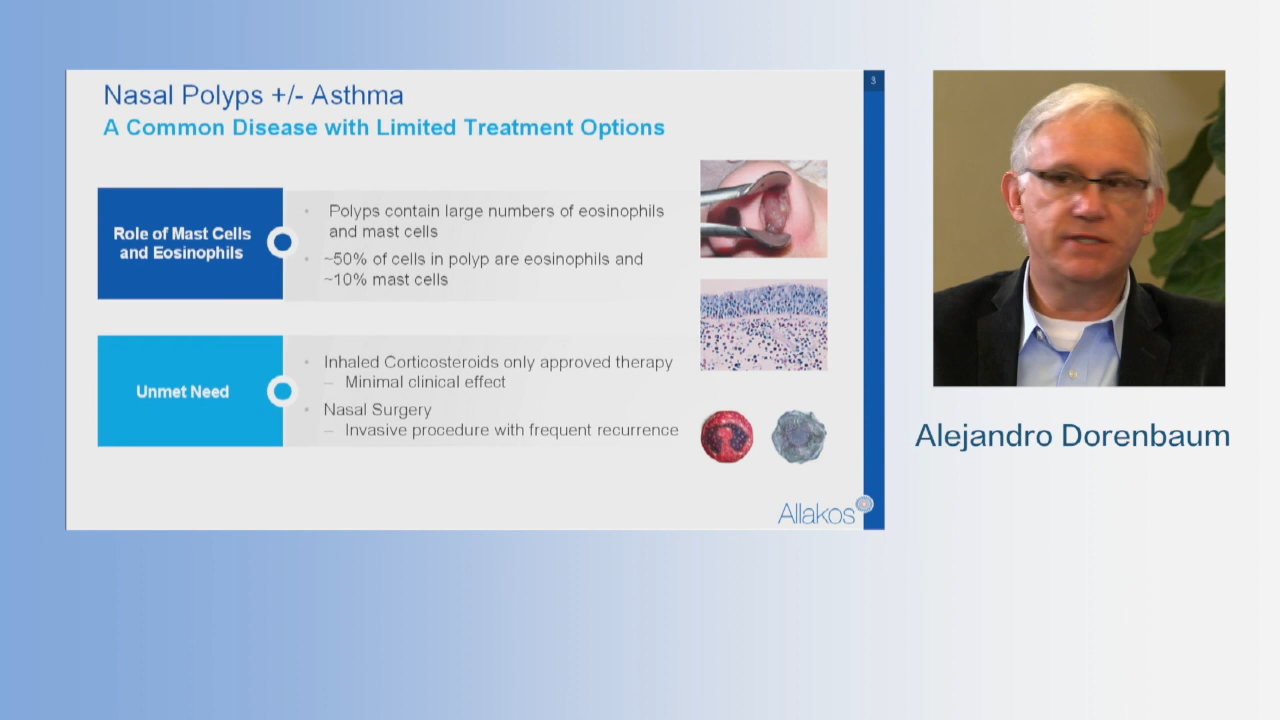 Nasal Polyps +/- Asthma
A Common Disease with Limited Treatment Options
3
Role of Mast Cells
and Eosinophils
• Polyps contain large numbers of eosinophils
and mast cells
• ~50% of cells in polyp are eosinophils and
~10% mast cells
Unmet Need
• Inhaled Corticosteroids only approved therapy
– Minimal clinical effect
• Nasal Surgery
– Invasive procedure with frequent recurrence
Allakos
Alejandro Dorenbaum